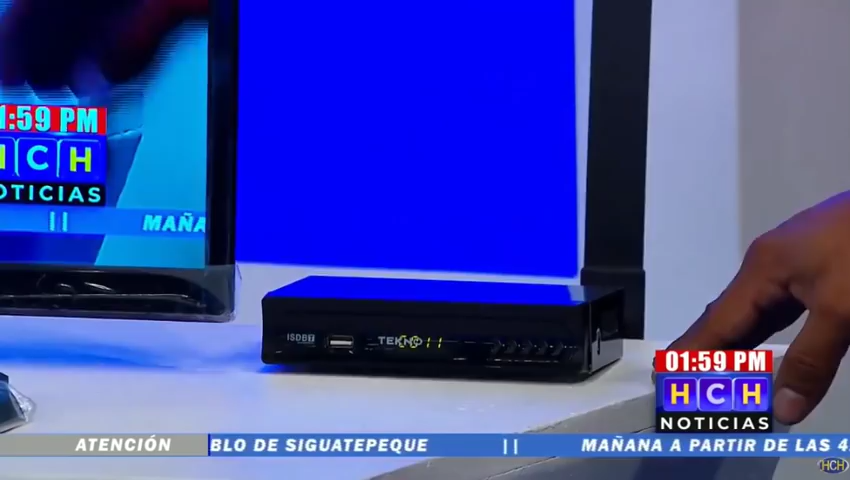 1:59 PM
HCH
NOTICIAS
||
MAÑA
ISDBT
TEKNO
01:59 PM
HCH
NOTICIAS
ATENCIÓN
BLO DE SIGUATEPEQUE || MAÑANA A PARTIR DE LAS 4
HCH